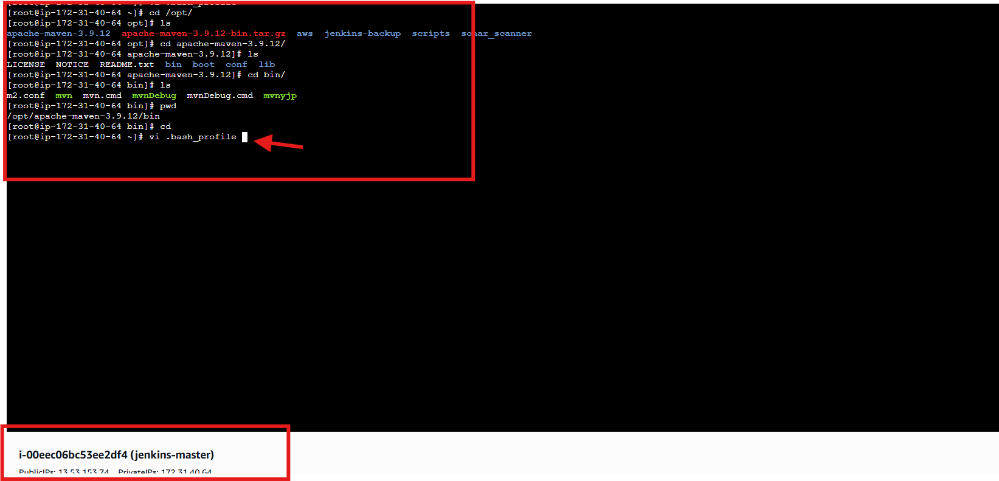 [root@ip-172-31-40-64 ~]# cd /opt/
[root@ip-172-31-40-64 opt]# ls
apache-maven-3.9.12  apache-maven-3.9.12-bin.tar.gz  aws  jenkins-backup  scripts  sonar_scanner
[root@ip-172-31-40-64 opt]# cd apache-maven-3.9.12/
[root@ip-172-31-40-64 apache-maven-3.9.12]# ls
LICENSE  NOTICE  README.txt  bin  boot  conf  lib
[root@ip-172-31-40-64 apache-maven-3.9.12]# cd bin/
[root@ip-172-31-40-64 bin]# ls
m2.conf  mvn  mvn.cmd  mvnDebug  mvnDebug.cmd  mvnyjp
[root@ip-172-31-40-64 bin]# pwd
/opt/apache-maven-3.9.12/bin
[root@ip-172-31-40-64 bin]# cd
[root@ip-172-31-40-64 ~]# vi .bash_profile
i-00eec06bc53ee2df4 (jenkins-master)
PublicIPs: 13.53.153.74  PrivateIPs: 172.31.40.64